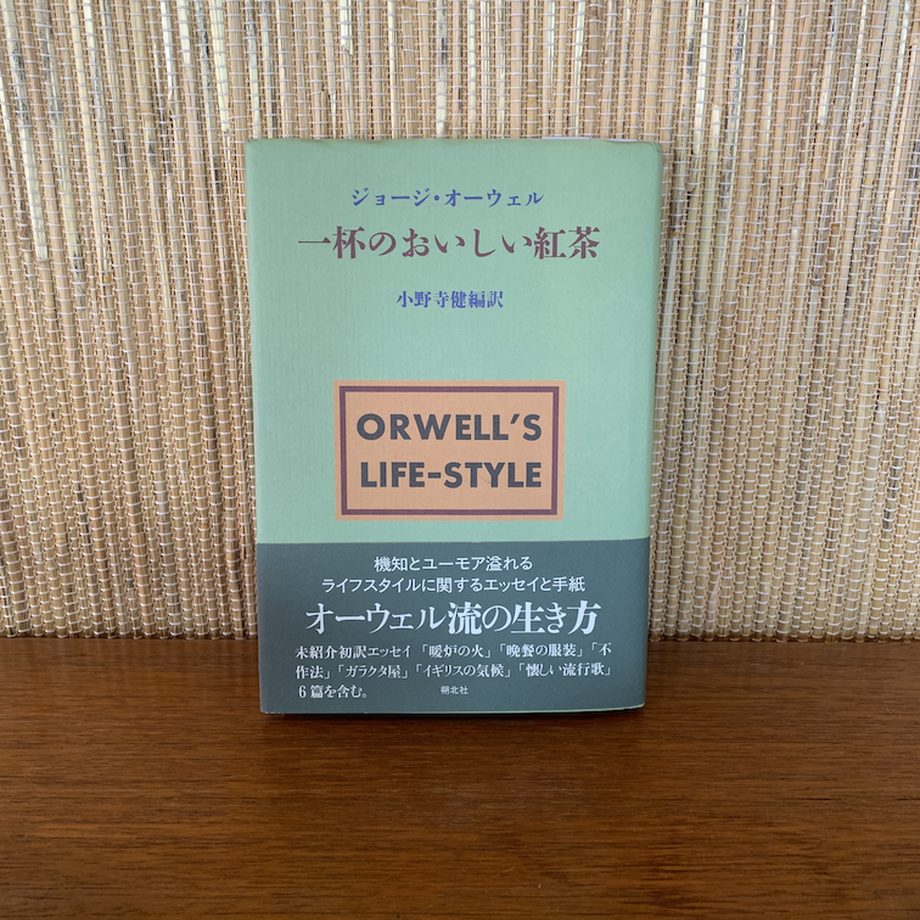 ジョージ・オーウェル
一杯のおいしい紅茶
小野寺健編訳
ORWELL'S
LIFE-STYLE
機知とユーモア溢れる
ライフスタイルに関するエッセイと手紙
オーウェル流の生き方
未紹介初訳エッセイ「暖炉の火」「晩餐の服装」「不
作法」「ガラクタ屋」「イギリスの気候」「懐しい流行歌」
6篇を含む。 朔北社